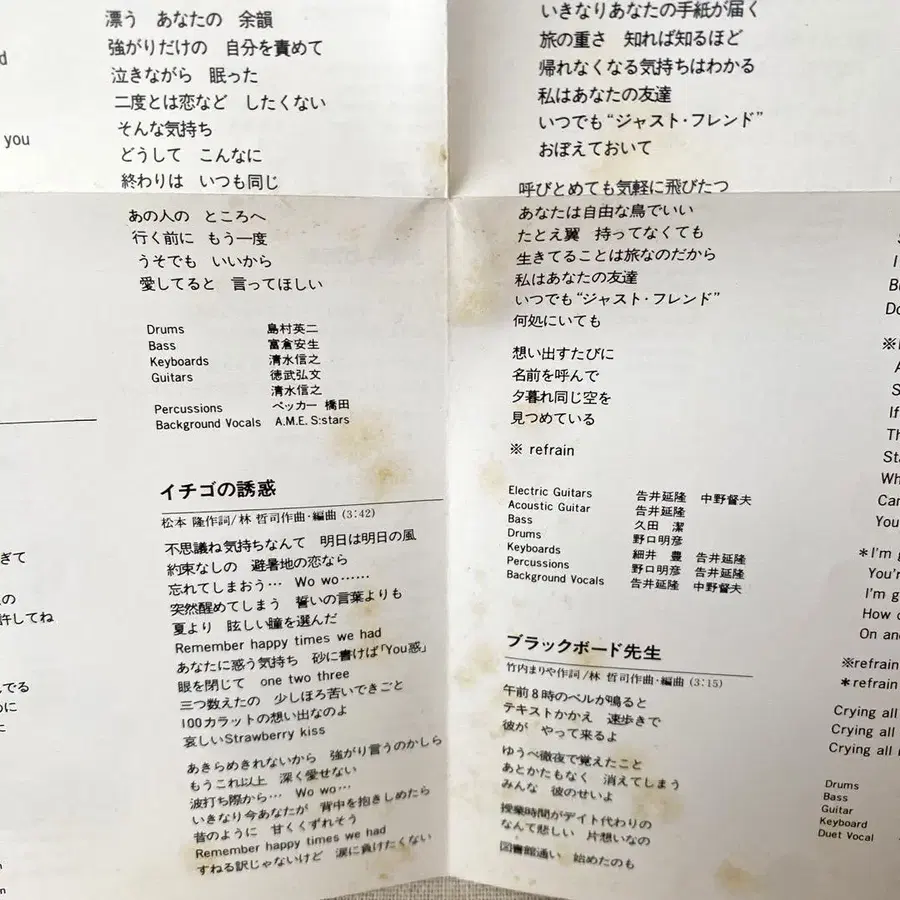 d
you
ぎて
の
許してね
でる
めに
た
n
漂う あなたの 余韻
強がりだけの 自分を責めて
泣きながら 眠った
二度とは恋など したくない
そんな気持ち
どうして こんなに
終わりは いつも同じ
あの人の ところへ
行く前に もう一度
うそでも いいから
愛してると 言ってほしい
Drums 島村英二
Bass 富倉安生
Keyboards 清水信之
Guitars 徳武弘文
清水信之
Percussions ペッカー 橋田
Background Vocals A.M.E. S:stars
イチゴの誘惑
松本 隆作詞/林 哲司作曲・編曲 (3:42)
不思議ね気持ちなんて 明日は明日の風
約束なしの 避暑地の恋なら
忘れてしまおう… Wo wo……
突然醒めてしまう 誓いの言葉よりも
夏より 眩しい瞳を選んだ
Remember happy times we had
あなたに惑う気持ち 砂に書けば「You惑」
眼を閉じて one two three
三つ数えたの 少しほろ苦いできごと
100カラットの想い出なのよ
哀しいStrawberry kiss
あきらめきれないから 強がり言うのかしら
もうこれ以上 深く愛せない
波打ち際から… Wo wo…
いきなり今あなたが 背中を抱きしめたら
昔のように 甘くくずれそう
Remember happy times we had
すねる訳じゃないけど 涙に負けたくない
いきなりあなたの手紙が届く
旅の重さ 知れば知るほど
帰れなくなる気持ちはわかる
私はあなたの友達
いつでも“ジャスト・フレンド”
おぼえておいて
呼びとめても気軽に飛びたつ
あなたは自由な鳥でいい
たとえ翼 持ってなくても
生きてることは旅なのだから
私はあなたの友達
いつでも“ジャスト・フレンド”
何処にいても
想い出すたびに
名前を呼んで
夕暮れ同じ空を
見つめている
※ refrain
Electric Guitars 告井延隆 中野督夫
Acoustic Guitar 告井延隆
Bass 久田 潔
Drums 野口明彦
Keyboards 細井 豊 告井延隆
Percussions 野口明彦 告井延隆
Background Vocals 告井延隆 中野督夫
ブラックボード先生
竹内まりや作詞/林 哲司作曲・編曲 (3:15)
午前8時のベルが鳴ると
テキストかかえ 速歩きで
彼が やって来るよ
ゆうべ徹夜で覚えたこと
あとかたもなく 消えてしまう
みんな 彼のせいよ
授業時間がデイト代わりの
なんて悲しい 片想いなの
図書館通い 始めたのも
I
Bu
Do
※
A
S
If
Th
Sta
Wh
Can
You
*I'm g
You'r
I'm g
How c
On an
※refrain
*refrain
Crying all
Crying all
Crying all
Drums
Bass
Guitar
Keyboard
Duet Vocal